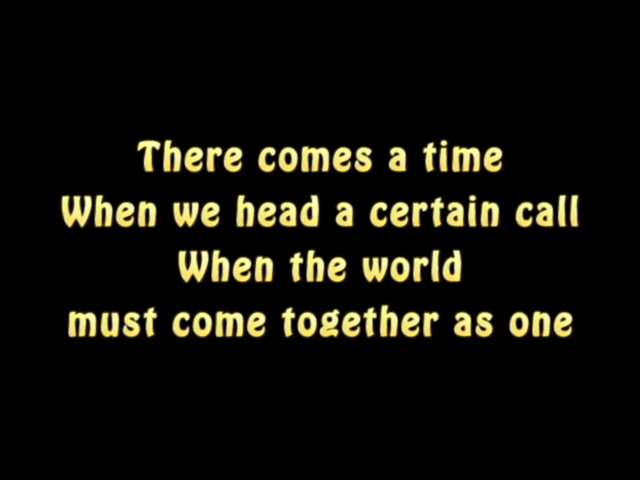 There comes a time
When we head a certain call
When the world
must come together as one